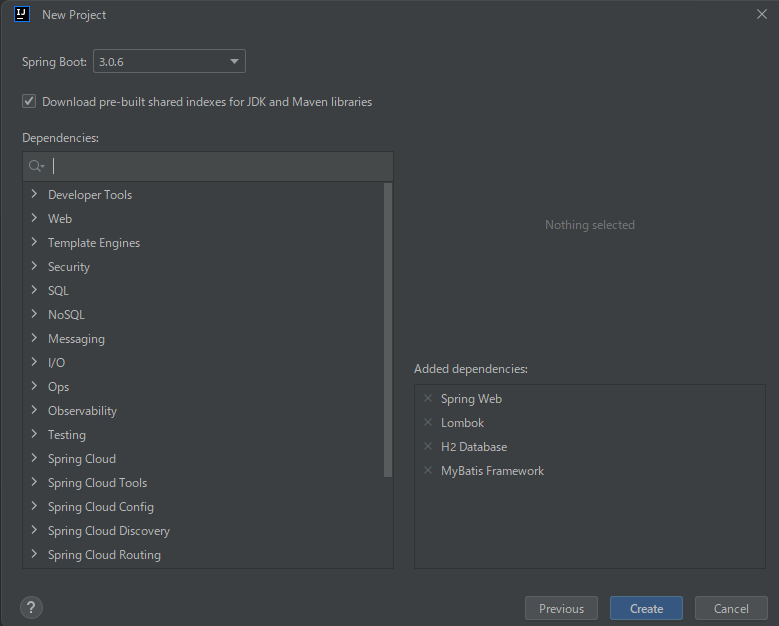 IJ
New Project
Spring Boot: 3.0.6
Download pre-built shared indexes for JDK and Maven libraries
Dependencies:
Developer Tools
Web
Template Engines
Security
SQL
NoSQL
Messaging
I/O
Ops
Observability
Testing
Spring Cloud
Spring Cloud Tools
Spring Cloud Config
Spring Cloud Discovery
Spring Cloud Routing
Nothing selected
Added dependencies:
Spring Web
Lombok
H2 Database
MyBatis Framework
?
Previous
Create
Cancel